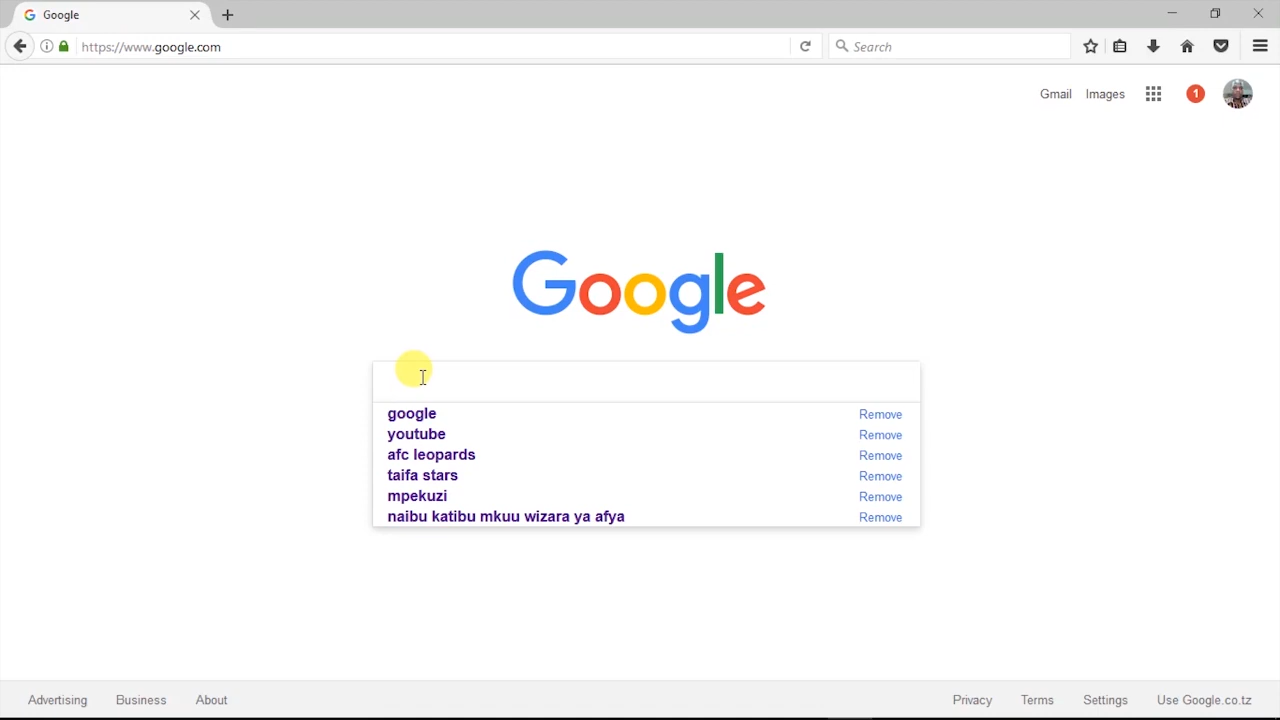 Google
https://www.google.com
Search
Gmail Images
1
Google
google Remove
youtube Remove
afc leopards Remove
taifa stars Remove
mpekuzi Remove
naibu katibu mkuu wizara ya afya Remove
Advertising Business About Privacy Terms Settings Use Google.co.tz